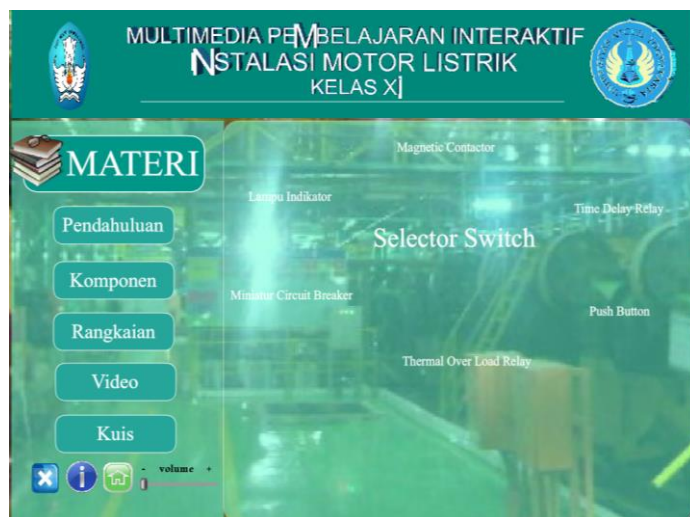 MULTIMEDIA PEMBELAJARAN INTERAKTIF
INSTALASI MOTOR LISTRIK
KELAS XI
MATERI
Pendahuluan
Komponen
Rangkaian
Video
Kuis
- volume +
Magnetic Contactor
Lampu Indikator
Time Delay Relay
Selector Switch
Miniatur Circuit Breaker
Push Button
Thermal Over Load Relay